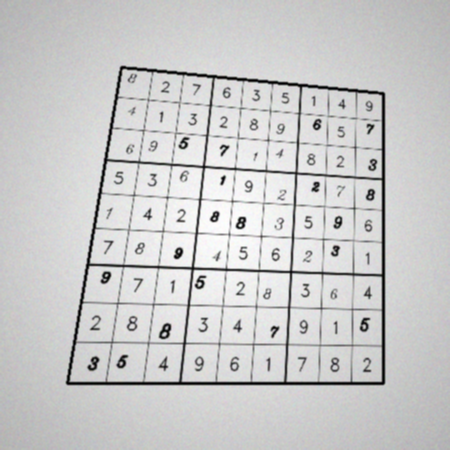 8 2 7 6 3 5 1 4 9
4 1 3 2 8 9 6 5 7
6 9 5 7 1 4 8 2 3
5 3 6 1 9 2 2 7 8
1 4 2 8 8 3 5 9 6
7 8 9 4 5 6 2 3 1
9 7 1 5 2 8 3 6 4
2 8 8 3 4 7 9 1 5
3 5 4 9 6 1 7 8 2